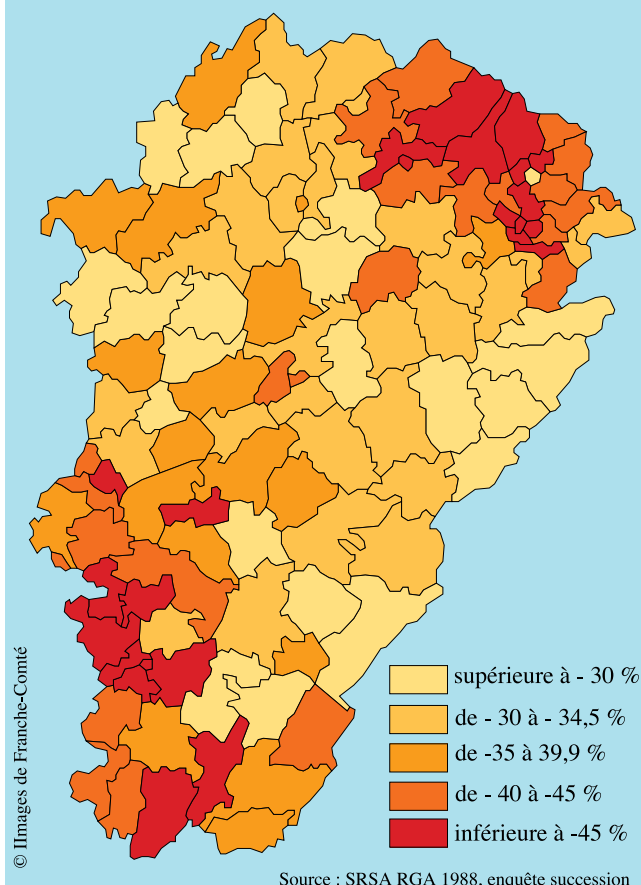 supérieure à - 30 %
de - 30 à - 34,5 %
de -35 à 39,9 %
de - 40 à -45 %
inférieure à -45 %
© IImages de Franche-Comté
Source : SRSA RGA 1988, enquête succession